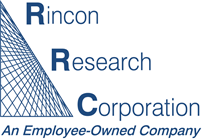 Rincon
Research
Corporation
An Employee-Owned Company